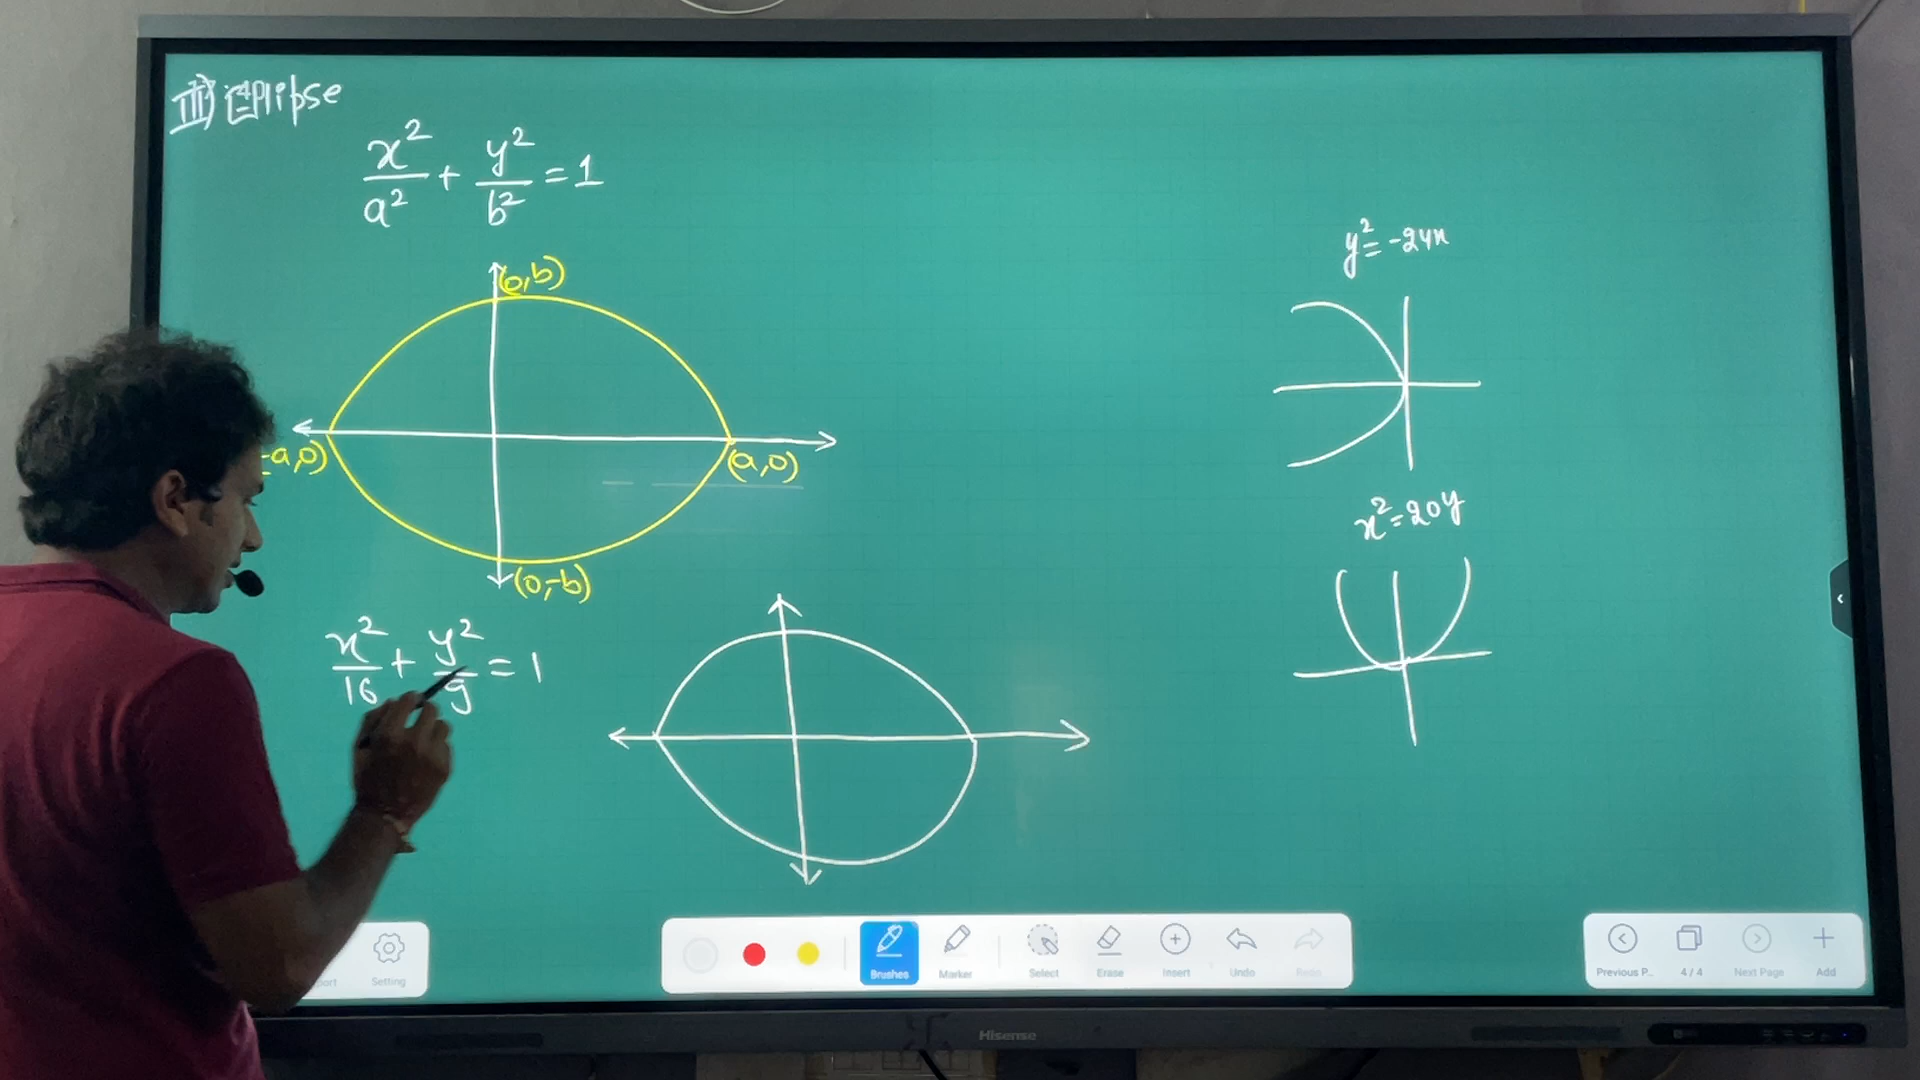 III) Ellipse
x²/a² + y²/b² = 1
(0,b)
-a,0)
(a,0)
(0,-b)
x²/16 + y²/9 = 1
y² = -24x
x² = 20y
Setting
Brushes
Marker
Select
Erase
Insert
Undo
Redo
Previous P...
4/4
Next Page
Add
Hisense